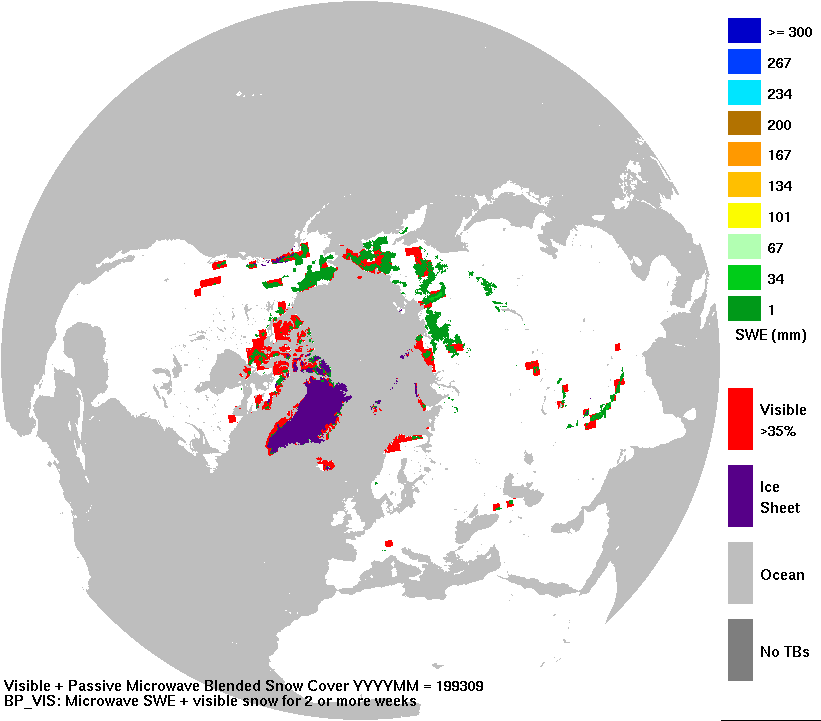 >= 300
267
234
200
167
134
101
67
34
1
SWE (mm)
Visible
>35%
Ice
Sheet
Ocean
No TBs
Visible + Passive Microwave Blended Snow Cover YYYYMM = 199309
BP_VIS: Microwave SWE + visible snow for 2 or more weeks